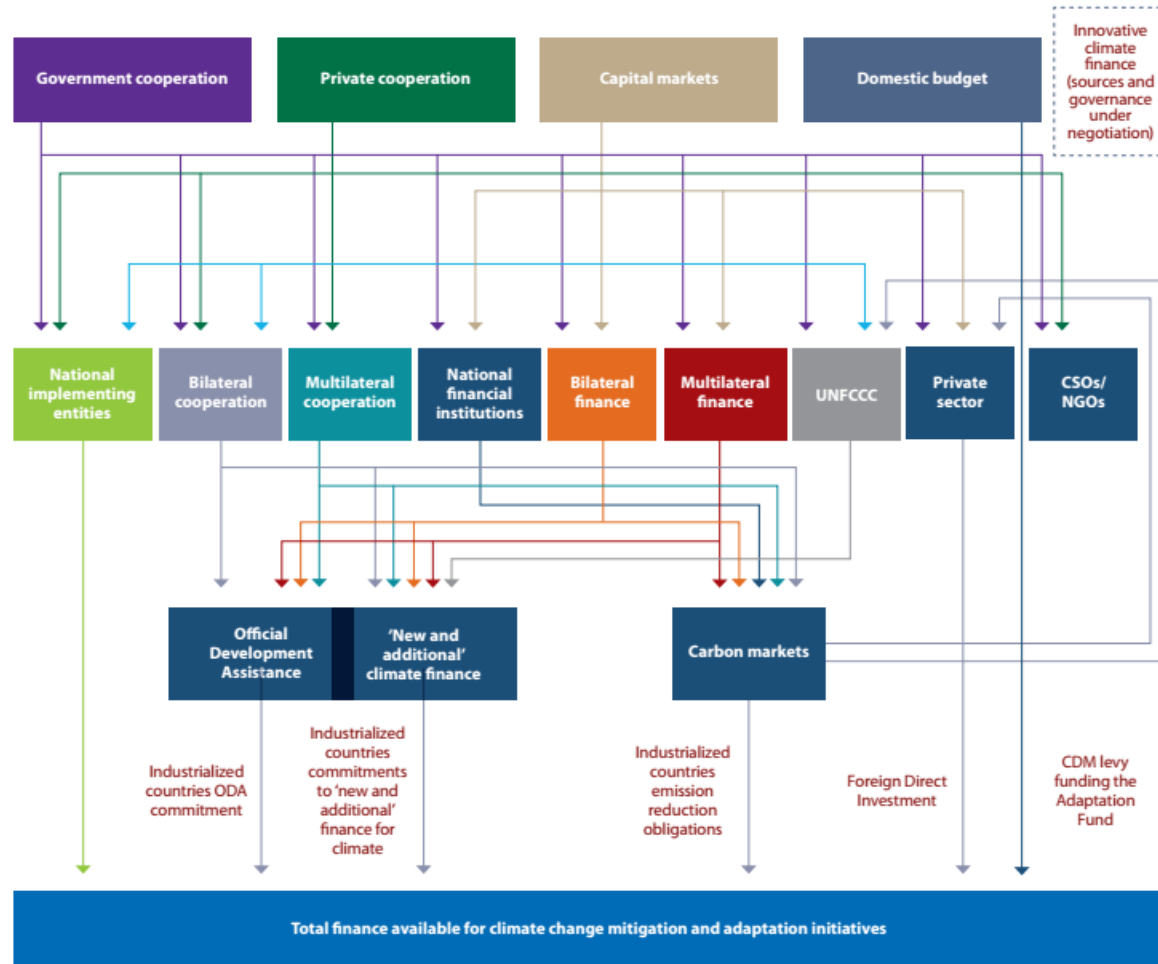 Government cooperation
Private cooperation
Capital markets
Domestic budget
Innovative
climate
finance
(sources and
governance
under
negotiation)
National
implementing
entities
Bilateral
cooperation
Multilateral
cooperation
National
financial
institutions
Bilateral
finance
Multilateral
finance
UNFCCC
Private
sector
CSOs/
NGOs
Official
Development
Assistance
‘New and
additional’
climate finance
Carbon markets
Industrialized
countries ODA
commitment
Industrialized
countries
commitments
to ‘new and
additional’
finance for
climate
Industrialized
countries
emission
reduction
obligations
Foreign Direct
Investment
CDM levy
funding the
Adaptation
Fund
Total finance available for climate change mitigation and adaptation initiatives